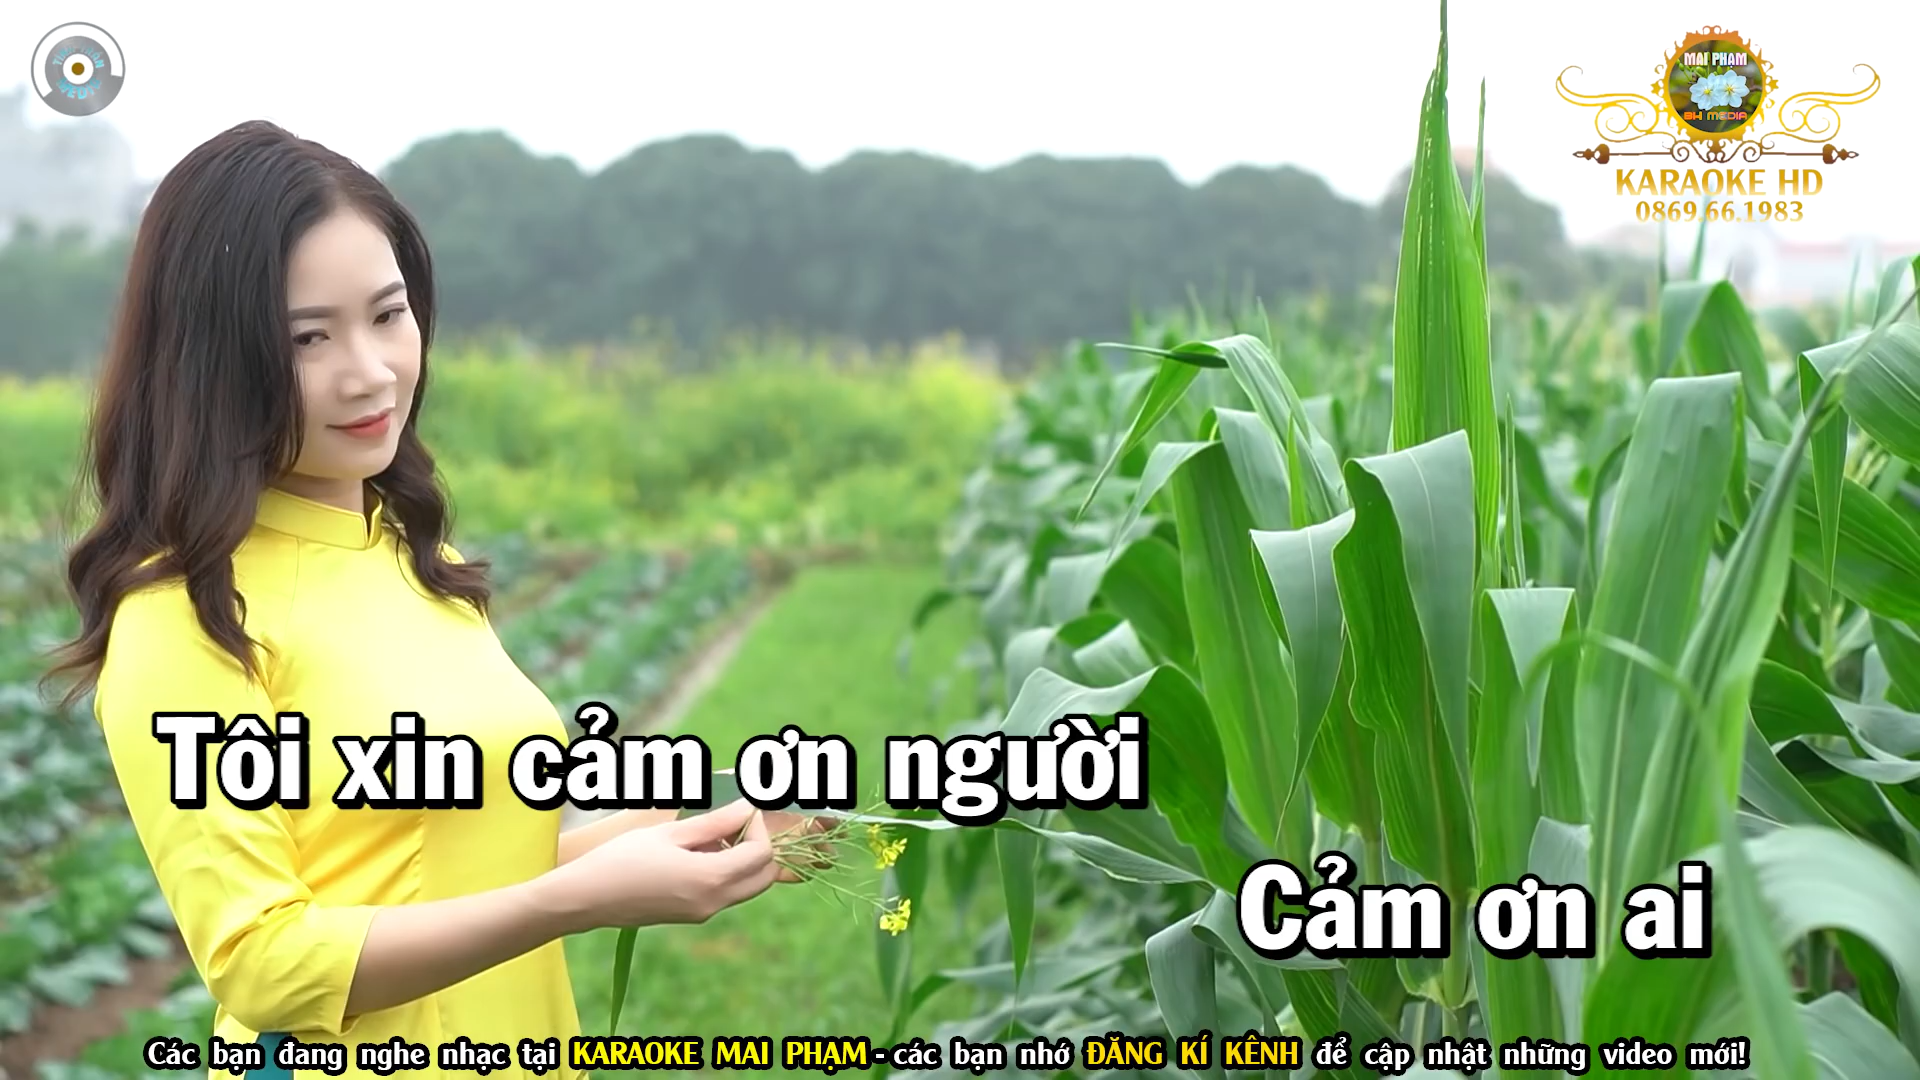 MAI PHẠM
BH MEDIA
KARAOKE HD
0869.66.1983
Tôi xin cảm ơn người
Cảm ơn ai
Các bạn đang nghe nhạc tại KARAOKE MAI PHẠM - các bạn nhớ ĐĂNG KÍ KÊNH để cập nhật những video mới!